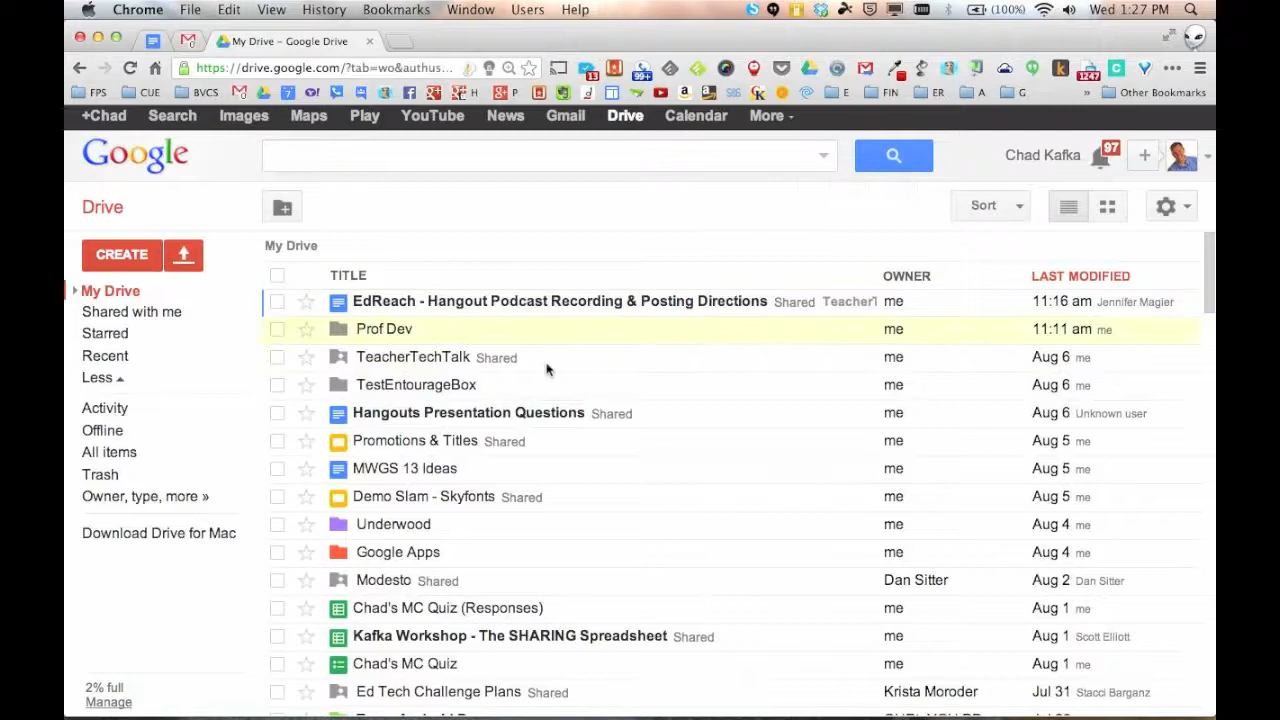 Chrome File Edit View History Bookmarks Window Users Help (100%) Wed 1:27 PM
My Drive – Google Drive
https://drive.google.com/?tab=wo&authus... 13 99+ 1247
FPS CUE BVCS H P E FIN ER A G » Other Bookmarks
+Chad Search Images Maps Play YouTube News Gmail Drive Calendar More
Google Chad Kafka 97 +
Drive Sort
CREATE
My Drive
Shared with me
Starred
Recent
Less
Activity
Offline
All items
Trash
Owner, type, more »
Download Drive for Mac
2% full
Manage
My Drive
TITLE OWNER LAST MODIFIED
EdReach - Hangout Podcast Recording & Posting Directions Shared TeacherT me 11:16 am Jennifer Magier
Prof Dev me 11:11 am me
TeacherTechTalk Shared me Aug 6 me
TestEntourageBox me Aug 6 me
Hangouts Presentation Questions Shared me Aug 6 Unknown user
Promotions & Titles Shared me Aug 5 me
MWGS 13 Ideas me Aug 5 me
Demo Slam - Skyfonts Shared me Aug 5 me
Underwood me Aug 4 me
Google Apps me Aug 4 me
Modesto Shared Dan Sitter Aug 2 Dan Sitter
Chad's MC Quiz (Responses) me Aug 1 me
Kafka Workshop - The SHARING Spreadsheet Shared me Aug 1 Scott Elliott
Chad's MC Quiz me Aug 1 me
Ed Tech Challenge Plans Shared Krista Moroder Jul 31 Stacci Barganz